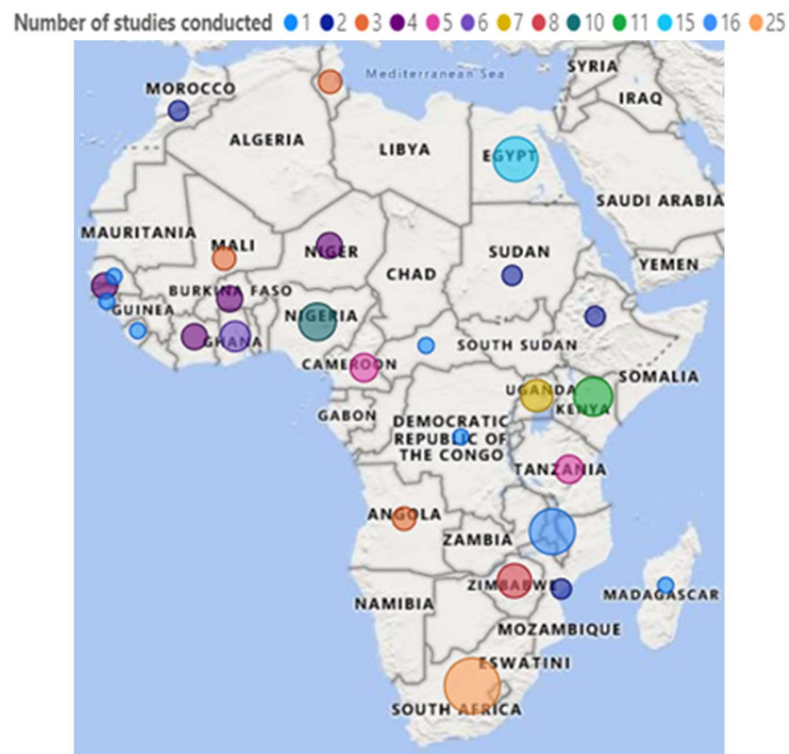 Number of studies conducted 1 2 3 4 5 6 7 8 10 11 15 16 25
Mediterranean Sea
SYRIA
MOROCCO
IRAQ
ALGERIA
LIBYA
EGYPT
SAUDI ARABIA
MAURITANIA
MALI
NIGER
SUDAN
YEMEN
CHAD
BURKINA FASO
GUINEA
NIGERIA
GHANA
SOUTH SUDAN
CAMEROON
SOMALIA
UGANDA
KENYA
GABON
DEMOCRATIC
REPUBLIC OF
THE CONGO
TANZANIA
ANGOLA
ZAMBIA
ZIMBABWE
MADAGASCAR
NAMIBIA
MOZAMBIQUE
ESWATINI
SOUTH AFRICA